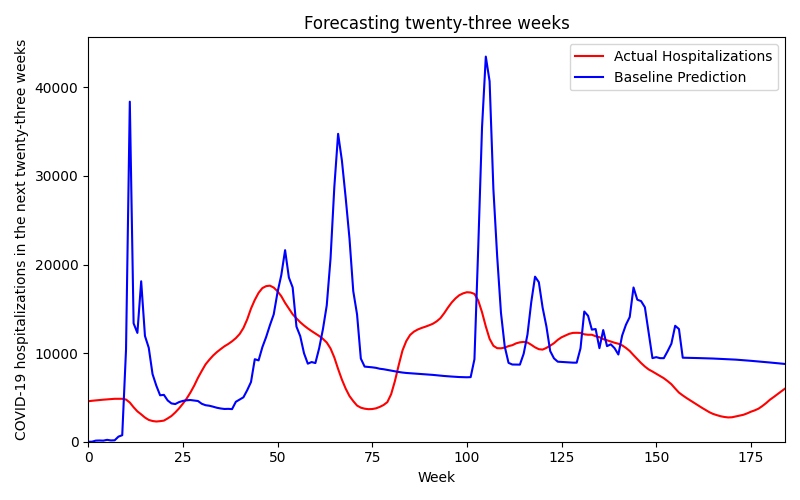 Forecasting twenty-three weeks
Actual Hospitalizations
Baseline Prediction
COVID-19 hospitalizations in the next twenty-three weeks
40000
30000
20000
10000
0
0 25 50 75 100 125 150 175
Week